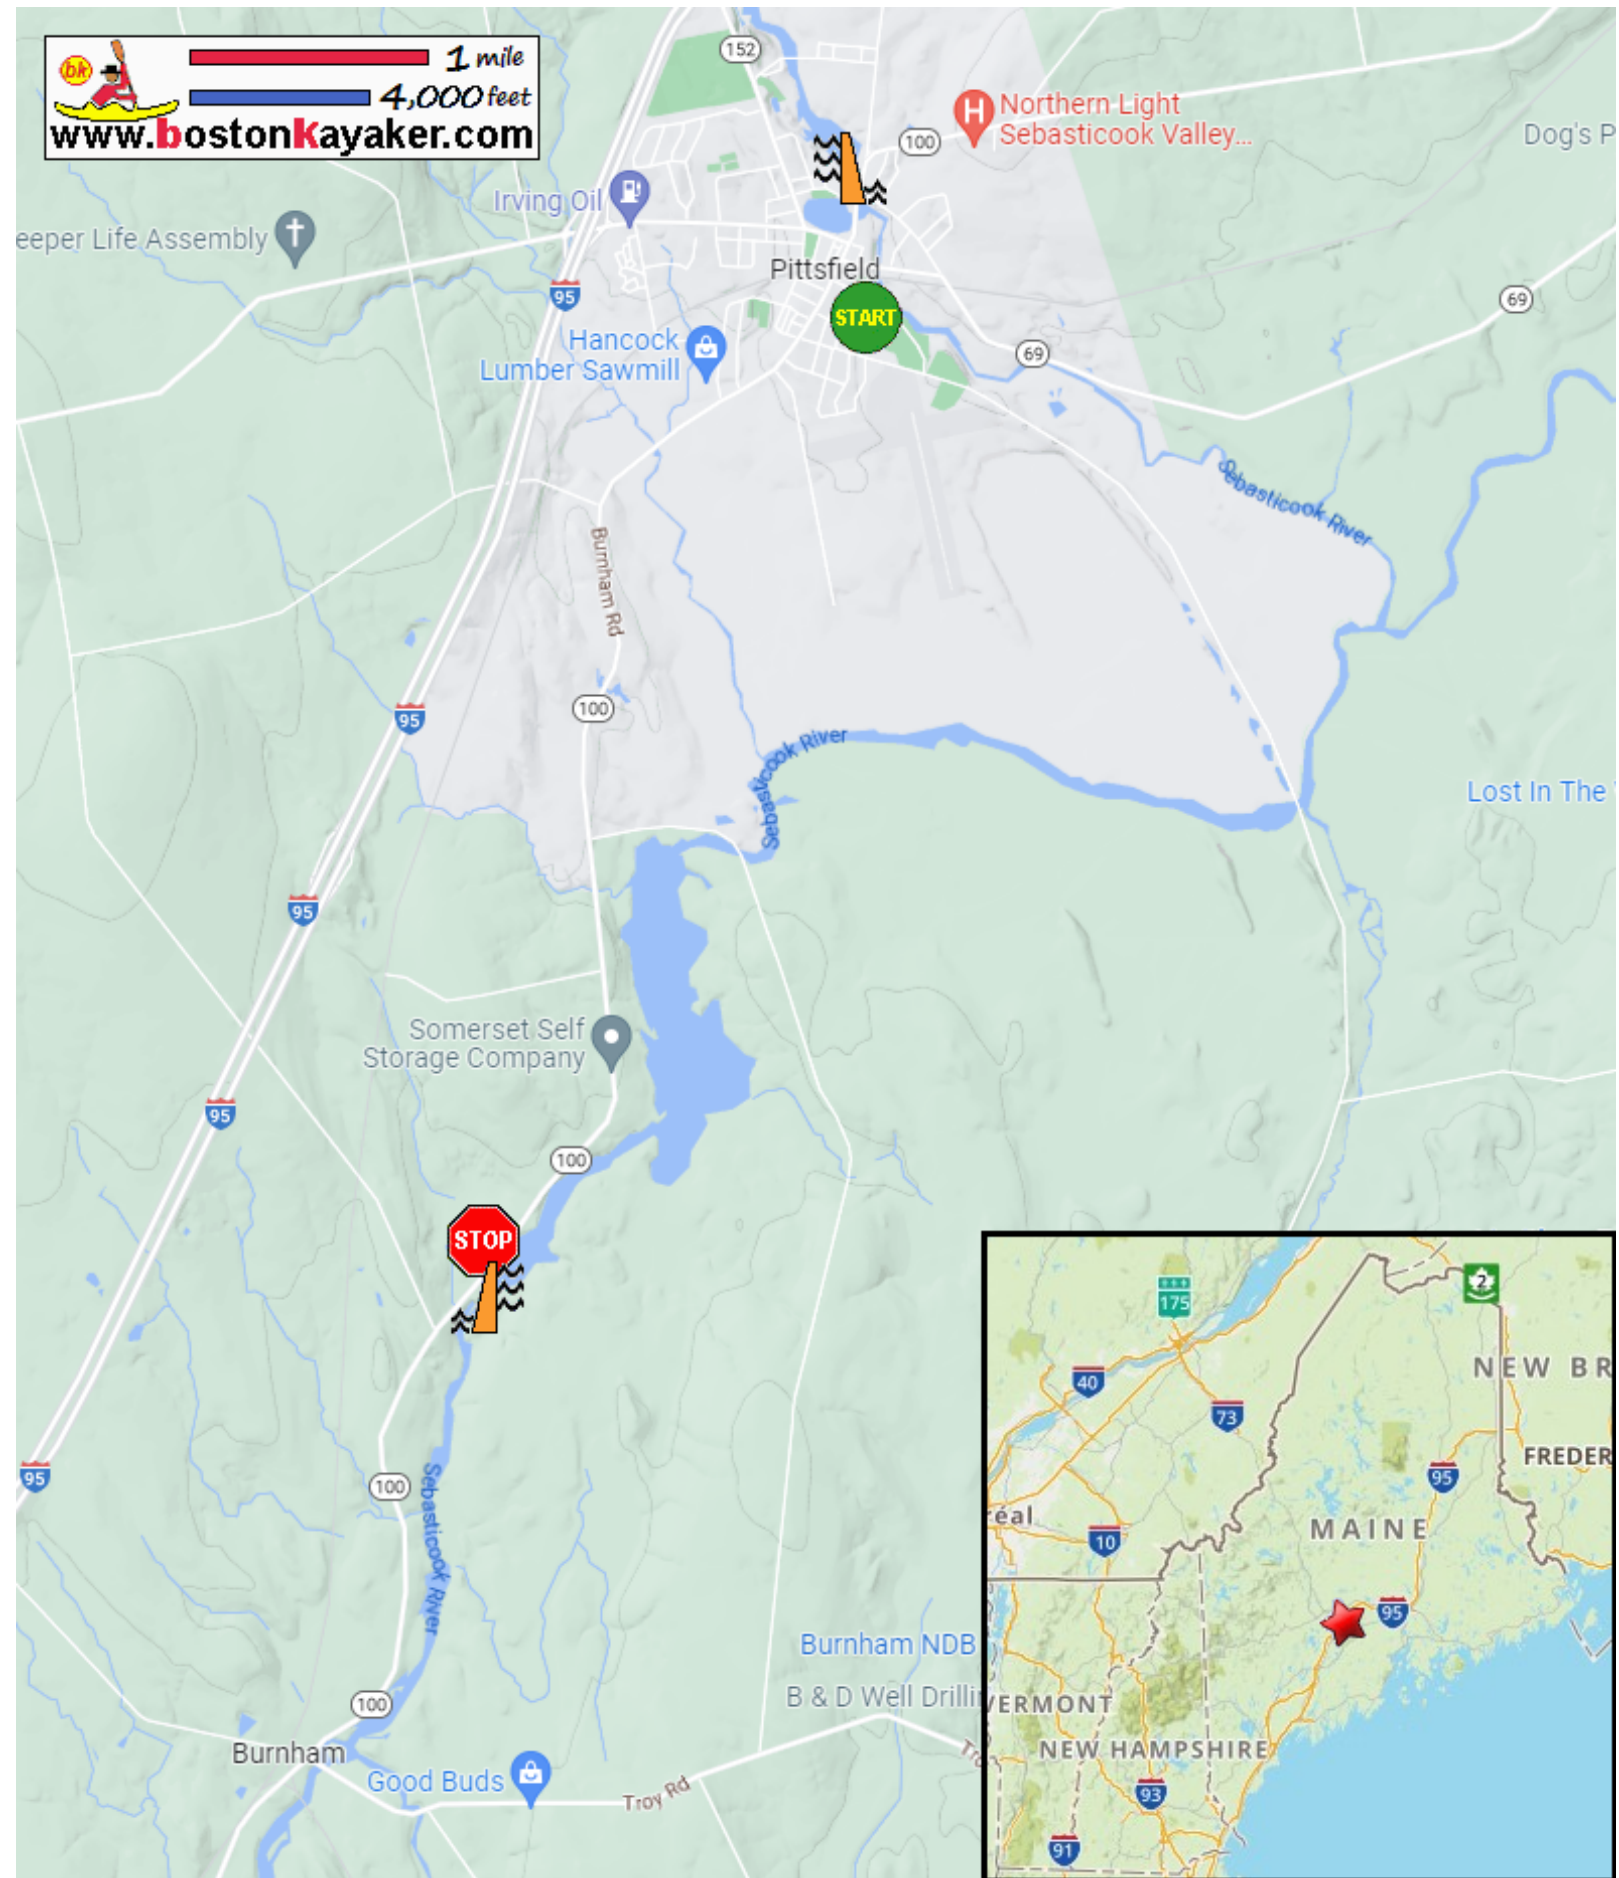 bk
1 mile
4,000 feet
www.bostonKayaker.com
152
Northern Light
Sebasticook Valley...
H
100
Dog's P
Irving Oil
eeper Life Assembly
Pittsfield
95
69
START
Hancock
Lumber Sawmill
69
Sebasticook River
Burnham Rd
100
95
Sebasticook River
Lost In The
95
Somerset Self
Storage Company
95
100
STOP
95
100
Sebasticook River
Burnham NDB
B & D Well Drillin
100
Burnham
Good Buds
Troy Rd
Tro
2
175
NEW BR
40
73
FREDER
95
réal
MAINE
10
95
VERMONT
NEW HAMPSHIRE
93
91